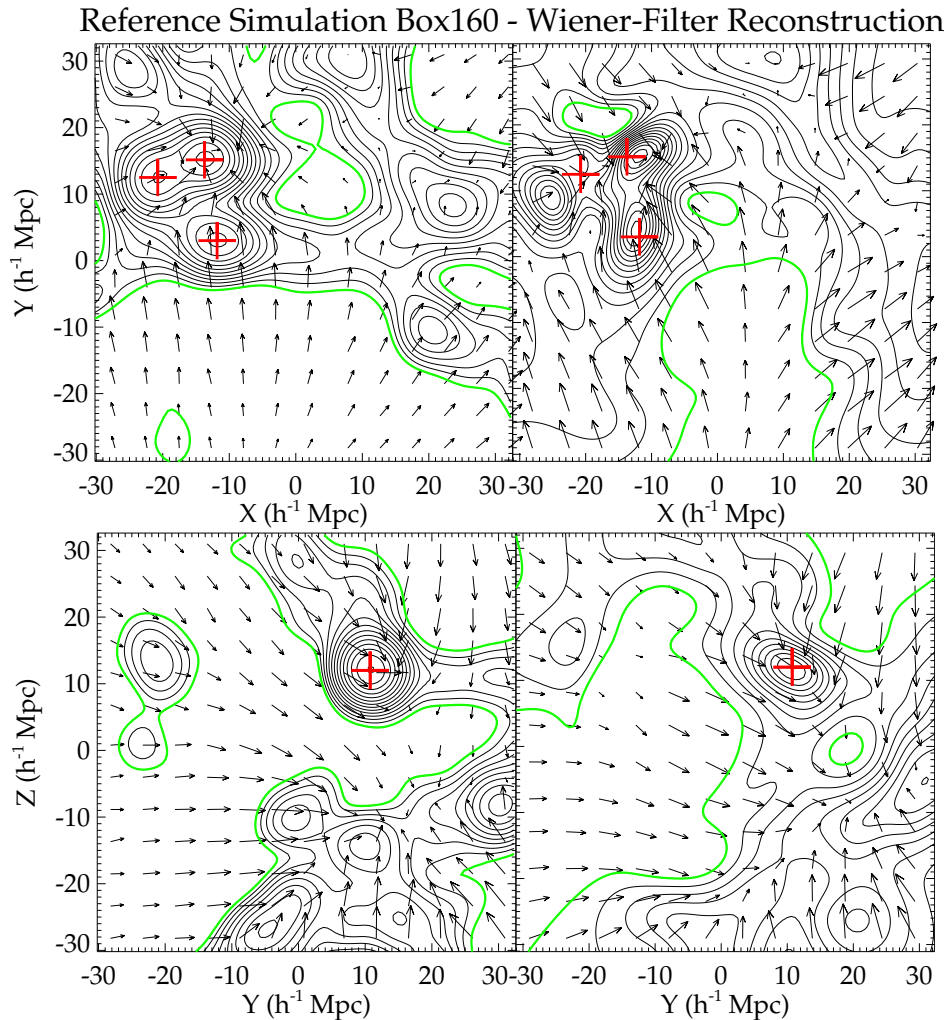 Reference Simulation Box160 - Wiener-Filter Reconstruction
30
20
10
0
-10
-20
-30
Y (h⁻¹ Mpc)
-30 -20 -10 0 10 20 -30 -20 -10 0 10 20 30
X (h⁻¹ Mpc) X (h⁻¹ Mpc)
30
20
10
0
-10
-20
-30
Z (h⁻¹ Mpc)
-30 -20 -10 0 10 20 -30 -20 -10 0 10 20 30
Y (h⁻¹ Mpc) Y (h⁻¹ Mpc)